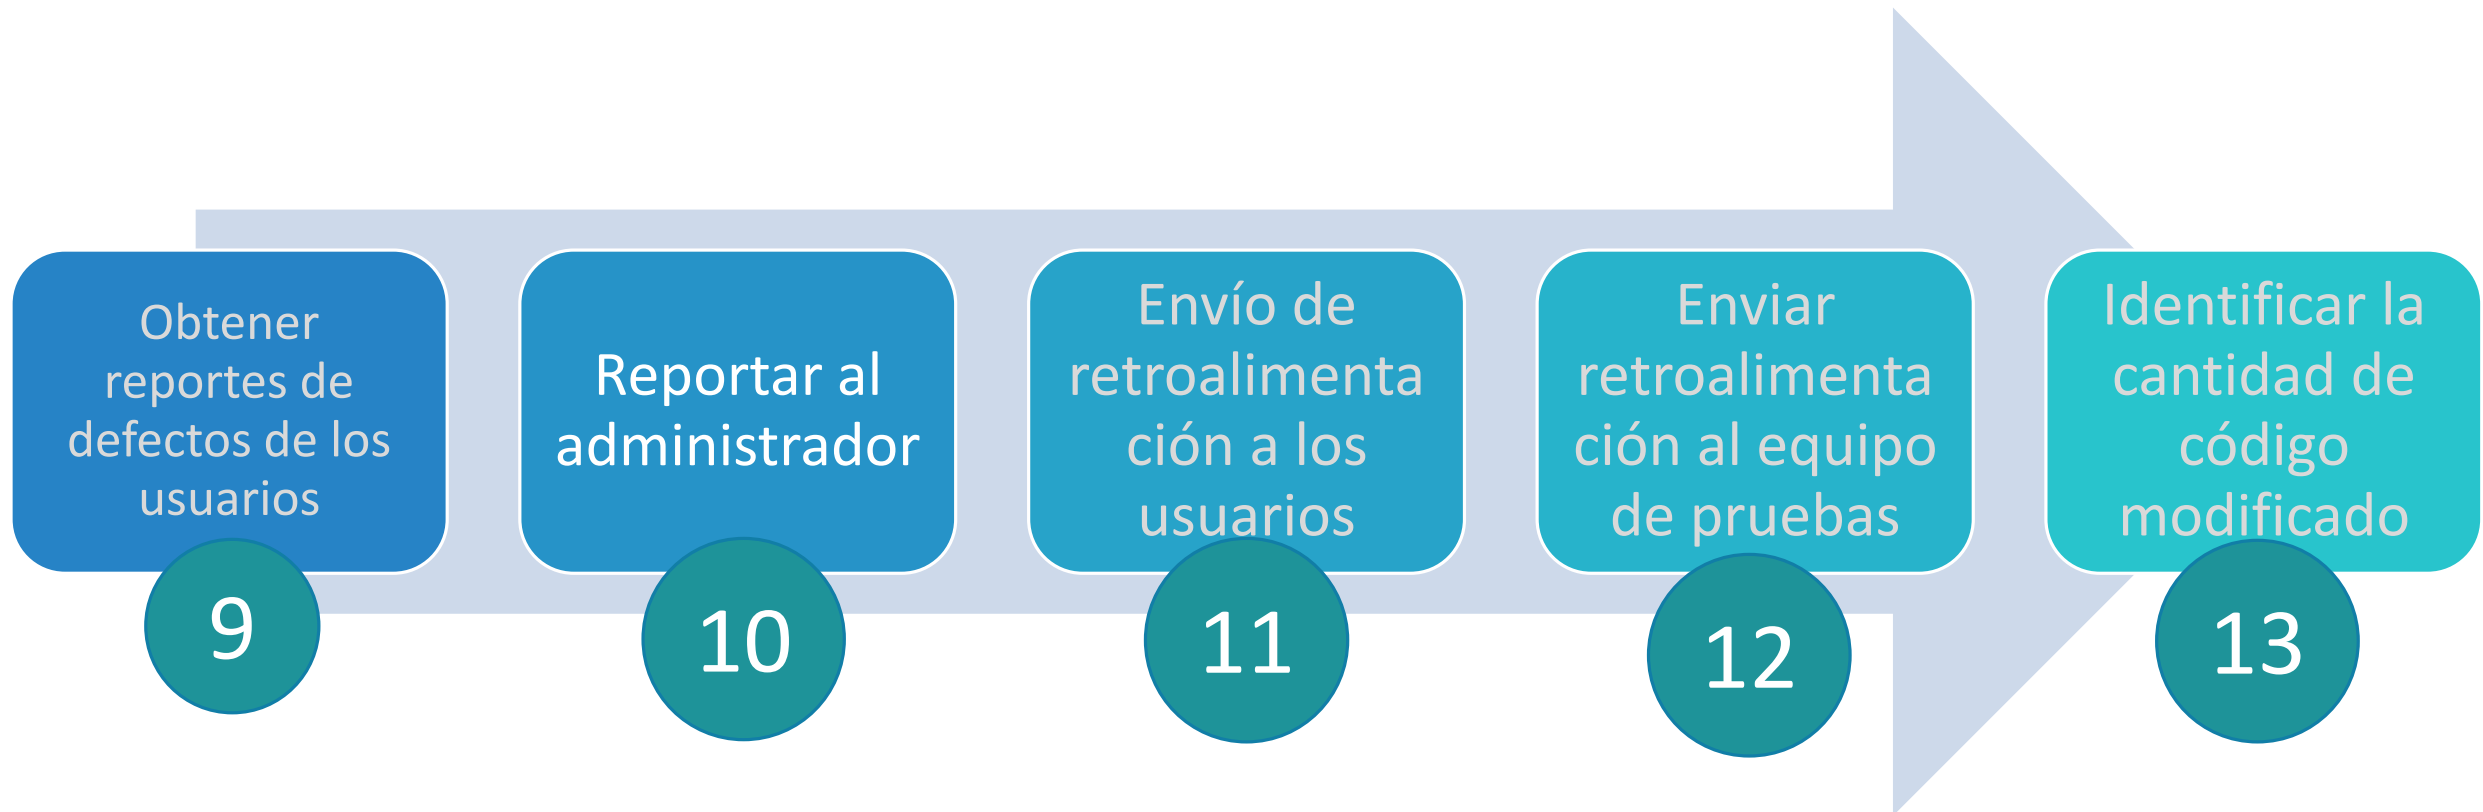 Obtener
reportes de
defectos de los
usuarios
9
Reportar al
administrador
10
Envío de
retroalimenta
ción a los
usuarios
11
Enviar
retroalimenta
ción al equipo
de pruebas
12
Identificar la
cantidad de
código
modificado
13